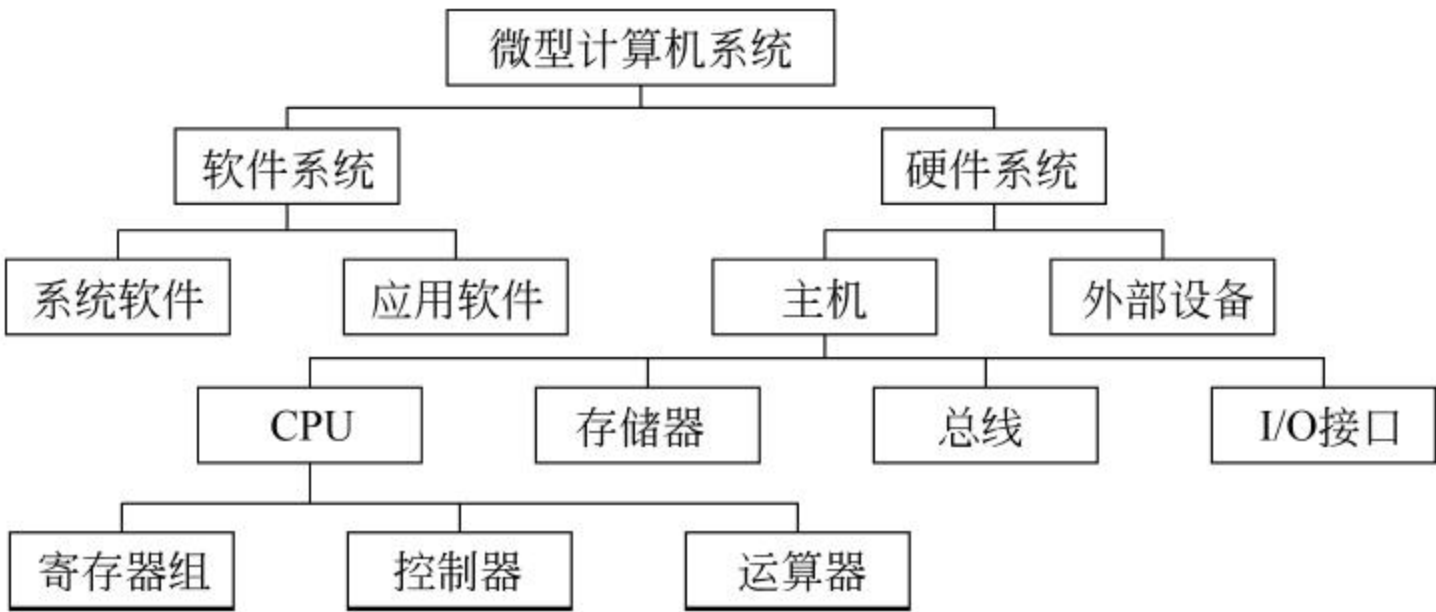 微型计算机系统
软件系统
硬件系统
系统软件
应用软件
主机
外部设备
CPU
存储器
总线
I/O接口
寄存器组
控制器
运算器